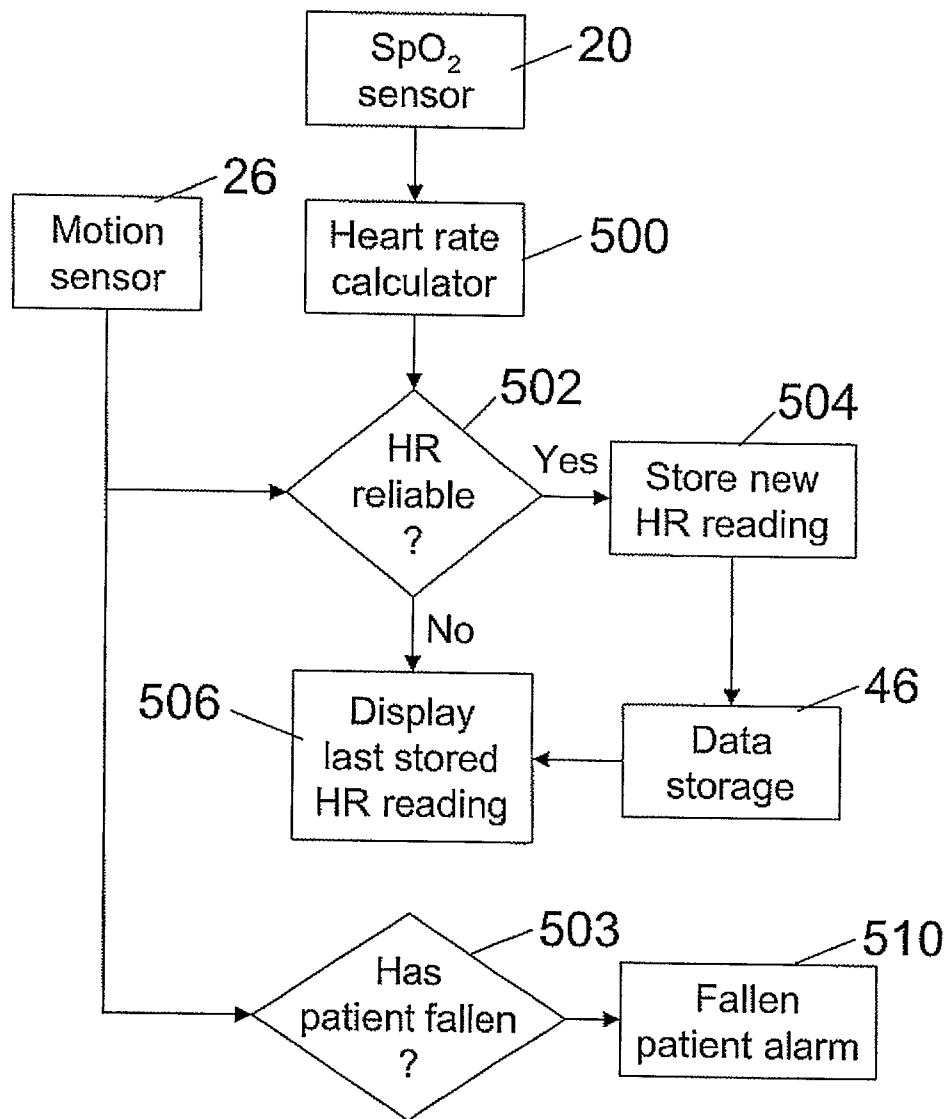 SpO₂
sensor
20
26
Motion
sensor
Heart rate
calculator
500
502
HR
reliable
?
Yes
504
Store new
HR reading
No
506
Display
last stored
HR reading
46
Data
storage
503
Has
patient fallen
?
510
Fallen
patient alarm